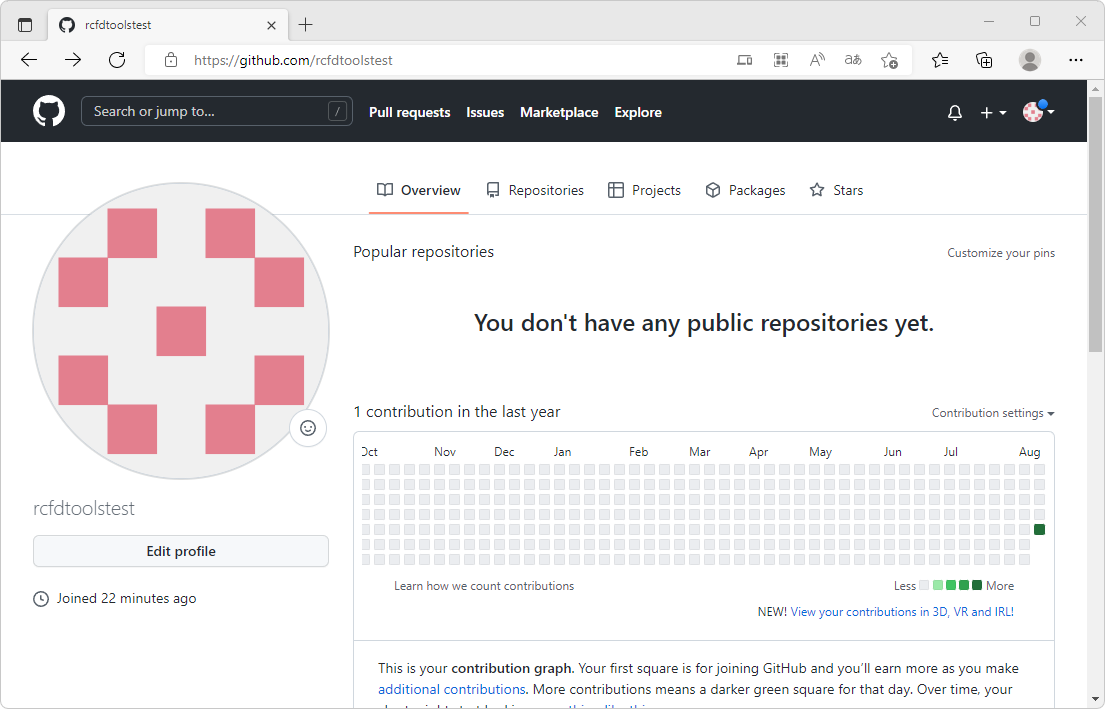 rcfdtoolstest
https://github.com/rcfdtoolstest
Search or jump to...
/
Pull requests
Issues
Marketplace
Explore
Overview
Repositories
Projects
Packages
Stars
Popular repositories
Customize your pins
You don't have any public repositories yet.
1 contribution in the last year
Contribution settings
Oct Nov Dec Jan Feb Mar Apr May Jun Jul Aug
Learn how we count contributions
Less
More
NEW! View your contributions in 3D, VR and IRL!
rcfdtoolstest
Edit profile
Joined 22 minutes ago
This is your contribution graph. Your first square is for joining GitHub and you’ll earn more as you make
additional contributions. More contributions means a darker green square for that day. Over time, your